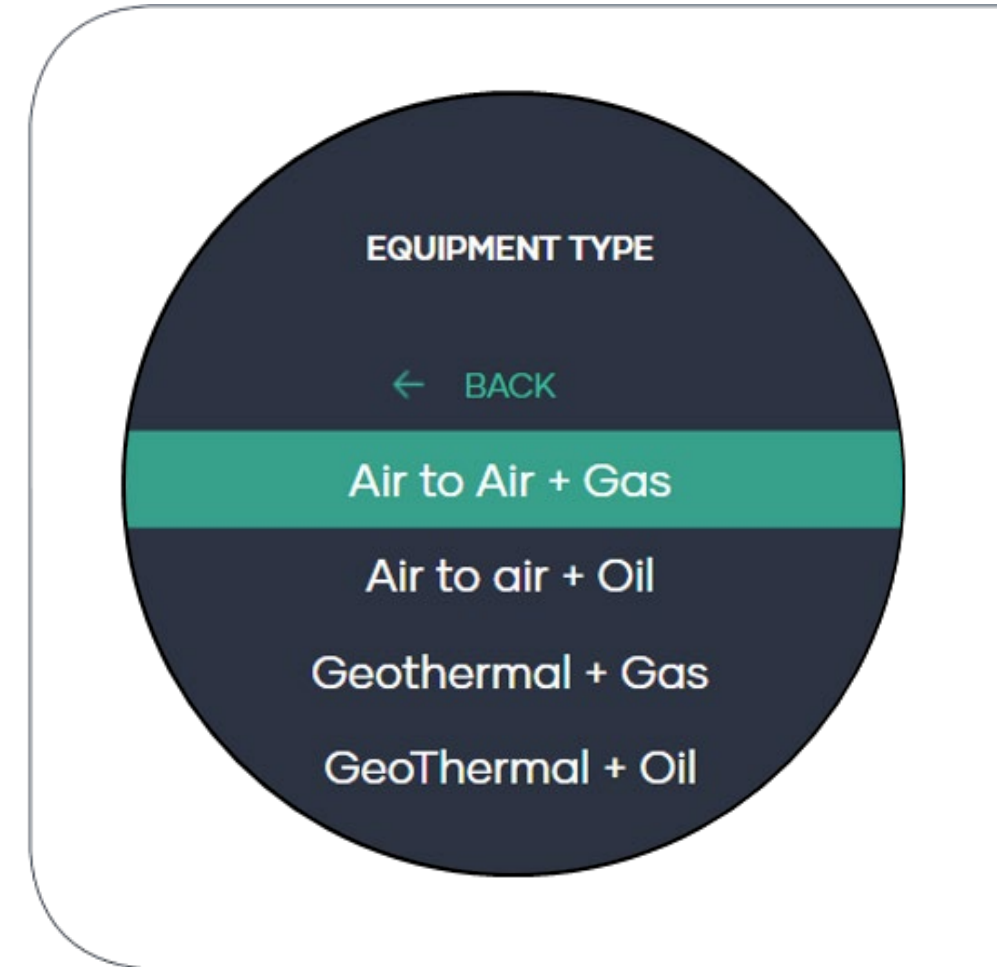 EQUIPMENT TYPE
← BACK
Air to Air + Gas
Air to air + Oil
Geothermal + Gas
GeoThermal + Oil